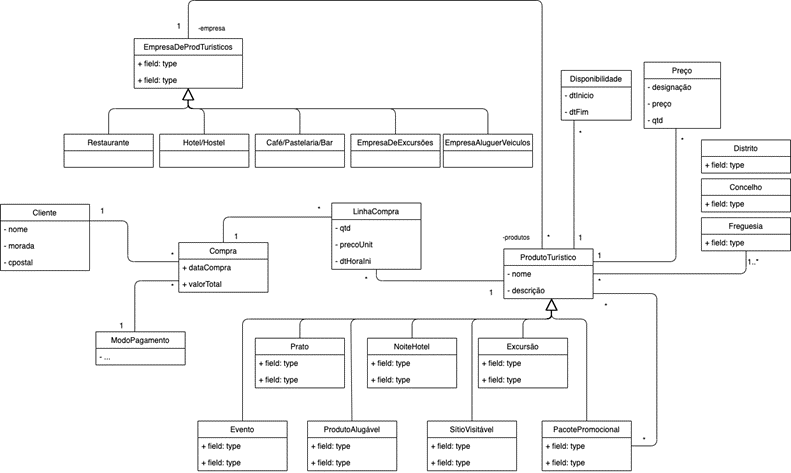 1
-empresa
EmpresaDeProdTuristicos
+ field: type
+ field: type
Restaurante
Hotel/Hostel
Café/Pastelaria/Bar
EmpresaDeExcursões
EmpresaAluguerVeiculos
Disponibilidade
- dtInicio
- dtFim
*
1
Preço
- designação
- preço
- qtd
*
1
Distrito
+ field: type
Concelho
+ field: type
Freguesia
+ field: type
1..*
*
Cliente
- nome
- morada
- cpostal
1
*
Compra
+ dataCompra
+ valorTotal
1
*
*
1
ModoPagamento
- ...
LinhaCompra
- qtd
- precoUnit
- dtHoraIni
*
1
-produtos
*
ProdutoTurístico
- nome
- descrição
*
*
Prato
+ field: type
+ field: type
NoiteHotel
+ field: type
+ field: type
Excursão
+ field: type
+ field: type
Evento
+ field: type
+ field: type
ProdutoAlugável
+ field: type
+ field: type
SítioVisitável
+ field: type
+ field: type
PacotePromocional
+ field: type
+ field: type